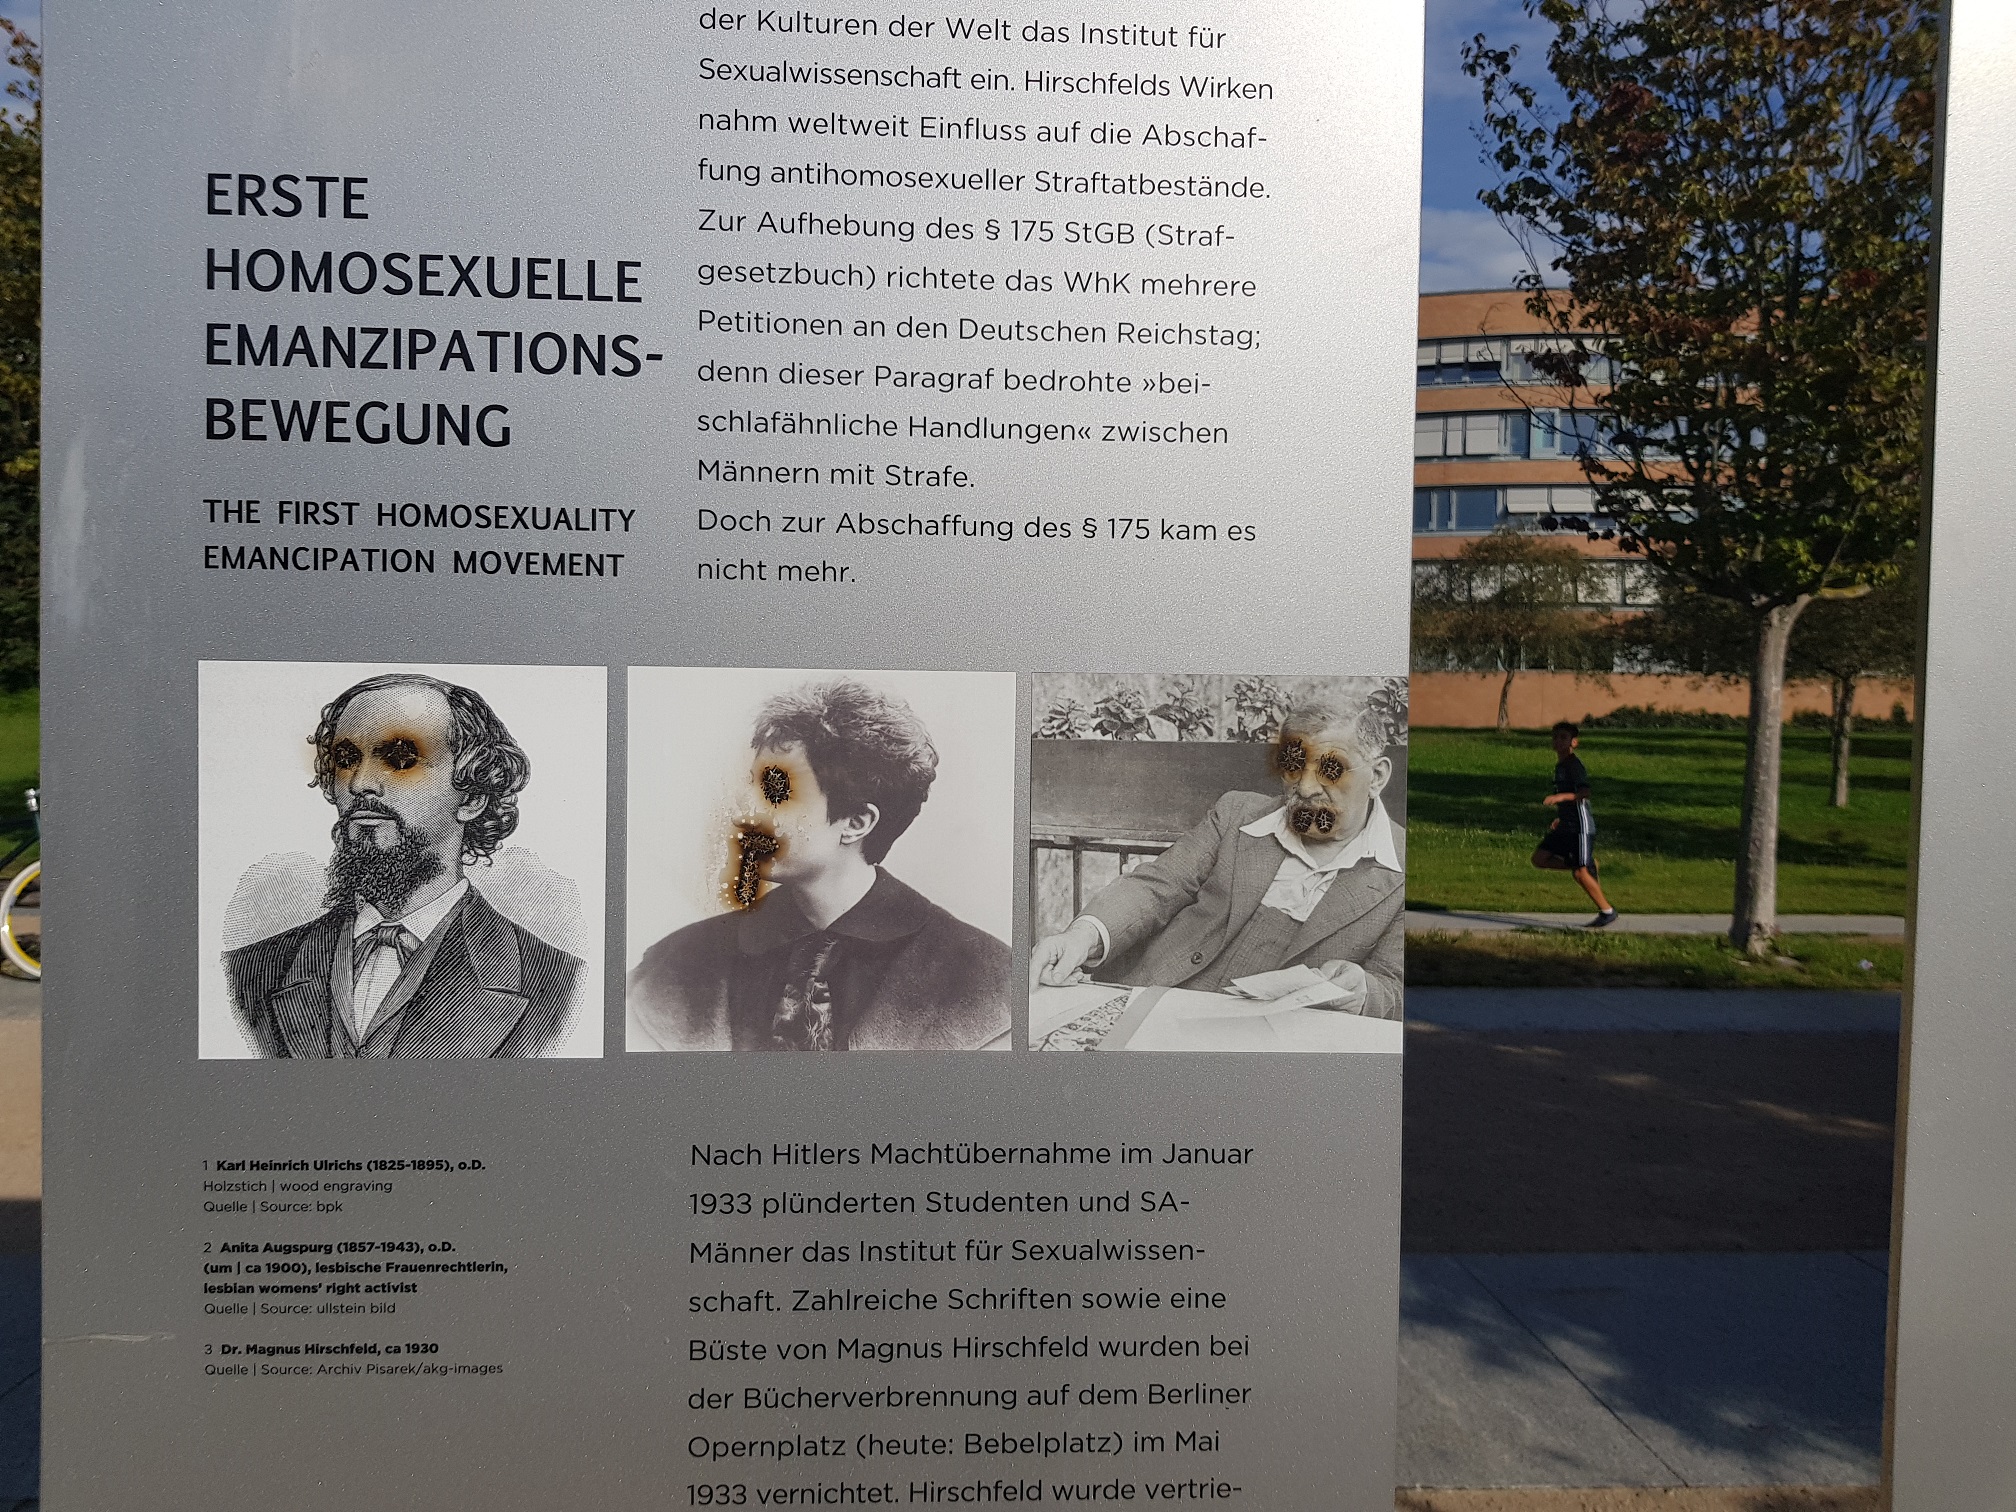 ERSTE
HOMOSEXUELLE
EMANZIPATIONS-
BEWEGUNG
THE FIRST HOMOSEXUALITY
EMANCIPATION MOVEMENT
der Kulturen der Welt das Institut für
Sexualwissenschaft ein. Hirschfelds Wirken
nahm weltweit Einfluss auf die Abschaf-
fung antihomosexueller Straftatbestände.
Zur Aufhebung des § 175 StGB (Straf-
gesetzbuch) richtete das WhK mehrere
Petitionen an den Deutschen Reichstag;
denn dieser Paragraf bedrohte »bei-
schlafähnliche Handlungen« zwischen
Männern mit Strafe.
Doch zur Abschaffung des § 175 kam es
nicht mehr.
1 Karl Heinrich Ulrichs (1825-1895), o.D.
Holzstich | wood engraving
Quelle | Source: bpk
2 Anita Augspurg (1857-1943), o.D.
(um | ca 1900), lesbische Frauenrechtlerin,
lesbian womens' right activist
Quelle | Source: ullstein bild
3 Dr. Magnus Hirschfeld, ca 1930
Quelle | Source: Archiv Pisarek/akg-images
Nach Hitlers Machtübernahme im Januar
1933 plünderten Studenten und SA-
Männer das Institut für Sexualwissen-
schaft. Zahlreiche Schriften sowie eine
Büste von Magnus Hirschfeld wurden bei
der Bücherverbrennung auf dem Berliner
Opernplatz (heute: Bebelplatz) im Mai
1933 vernichtet. Hirschfeld wurde vertrie-